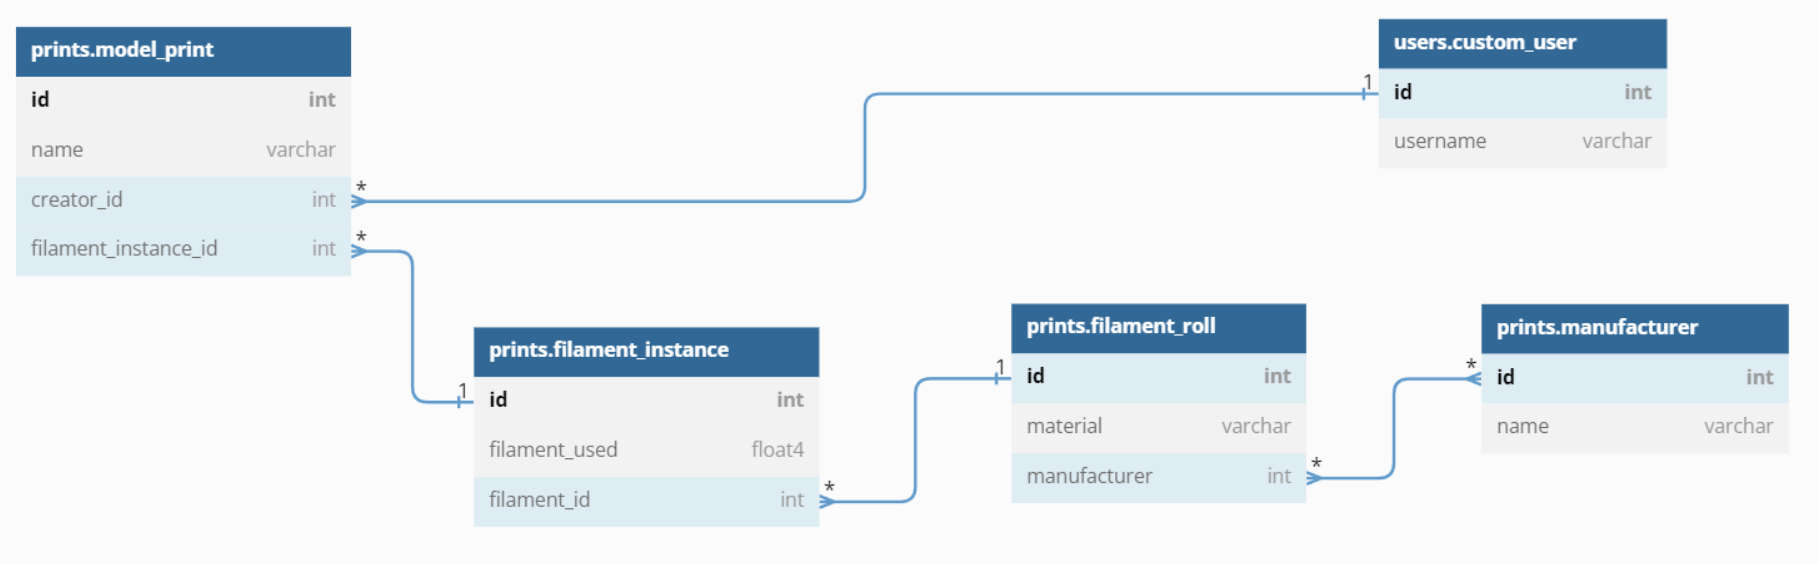 prints.model_print
id int
name varchar
creator_id int *
filament_instance_id int *
users.custom_user
1 id int
username varchar
prints.filament_instance
1 id int
filament_used float4
filament_id int *
prints.filament_roll
1 id int
material varchar
manufacturer int *
prints.manufacturer
* id int
name varchar